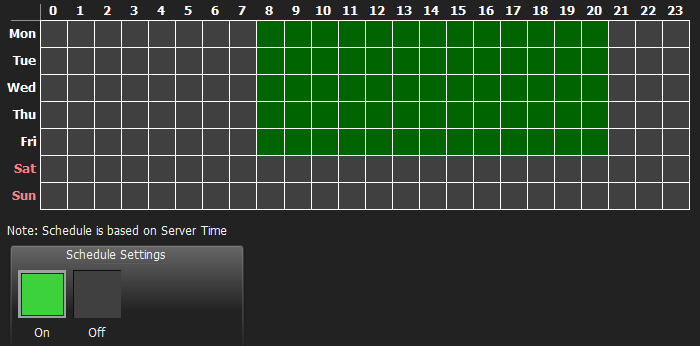 0 1 2 3 4 5 6 7 8 9 10 11 12 13 14 15 16 17 18 19 20 21 22 23
Mon
Tue
Wed
Thu
Fri
Sat
Sun
Note: Schedule is based on Server Time
Schedule Settings
On Off